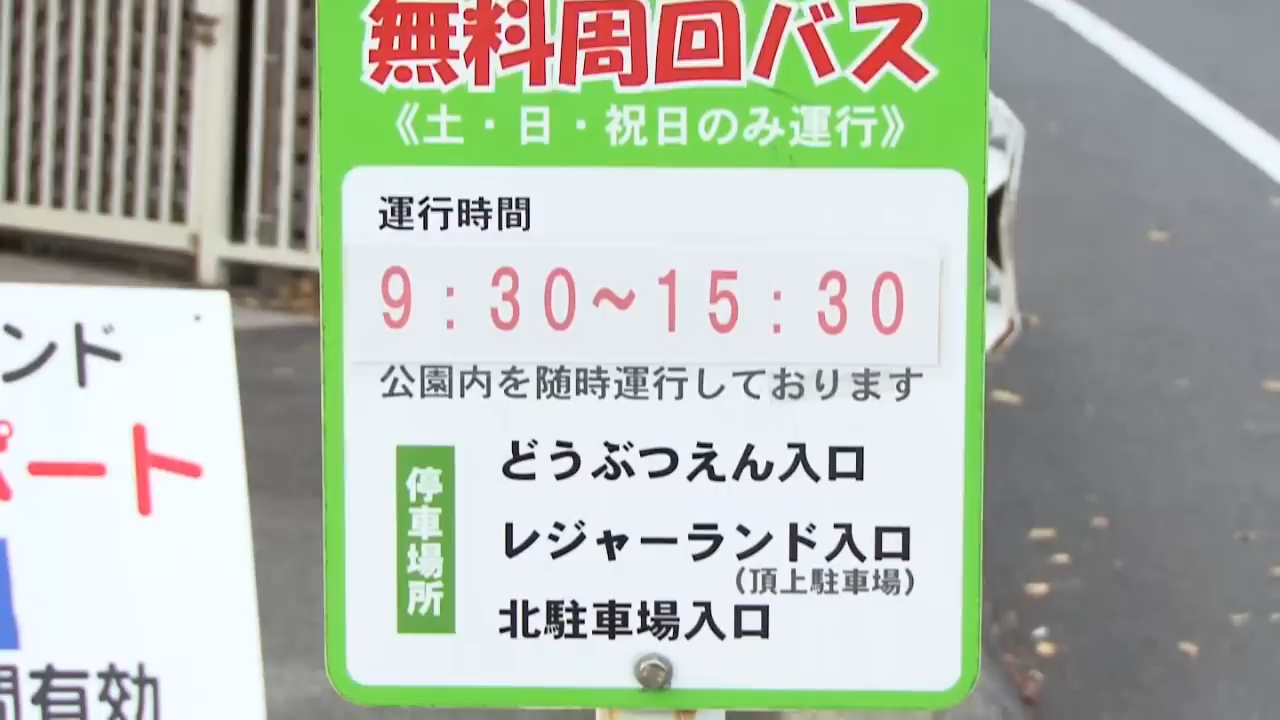 無料周回バス
《土・日・祝日のみ運行》
運行時間
9:30~15:30
公園内を随時運行しております
停車場所
どうぶつえん入口
レジャーランド入口
(頂上駐車場)
北駐車場入口
ンド
ポート
間有効